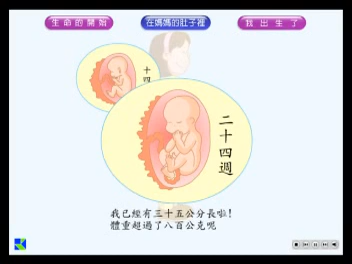 生命的開始
在媽媽的肚子裡
我出生了
十四
二十四週
我已經有三十五公分長啦!
體重超過了八百公克呢